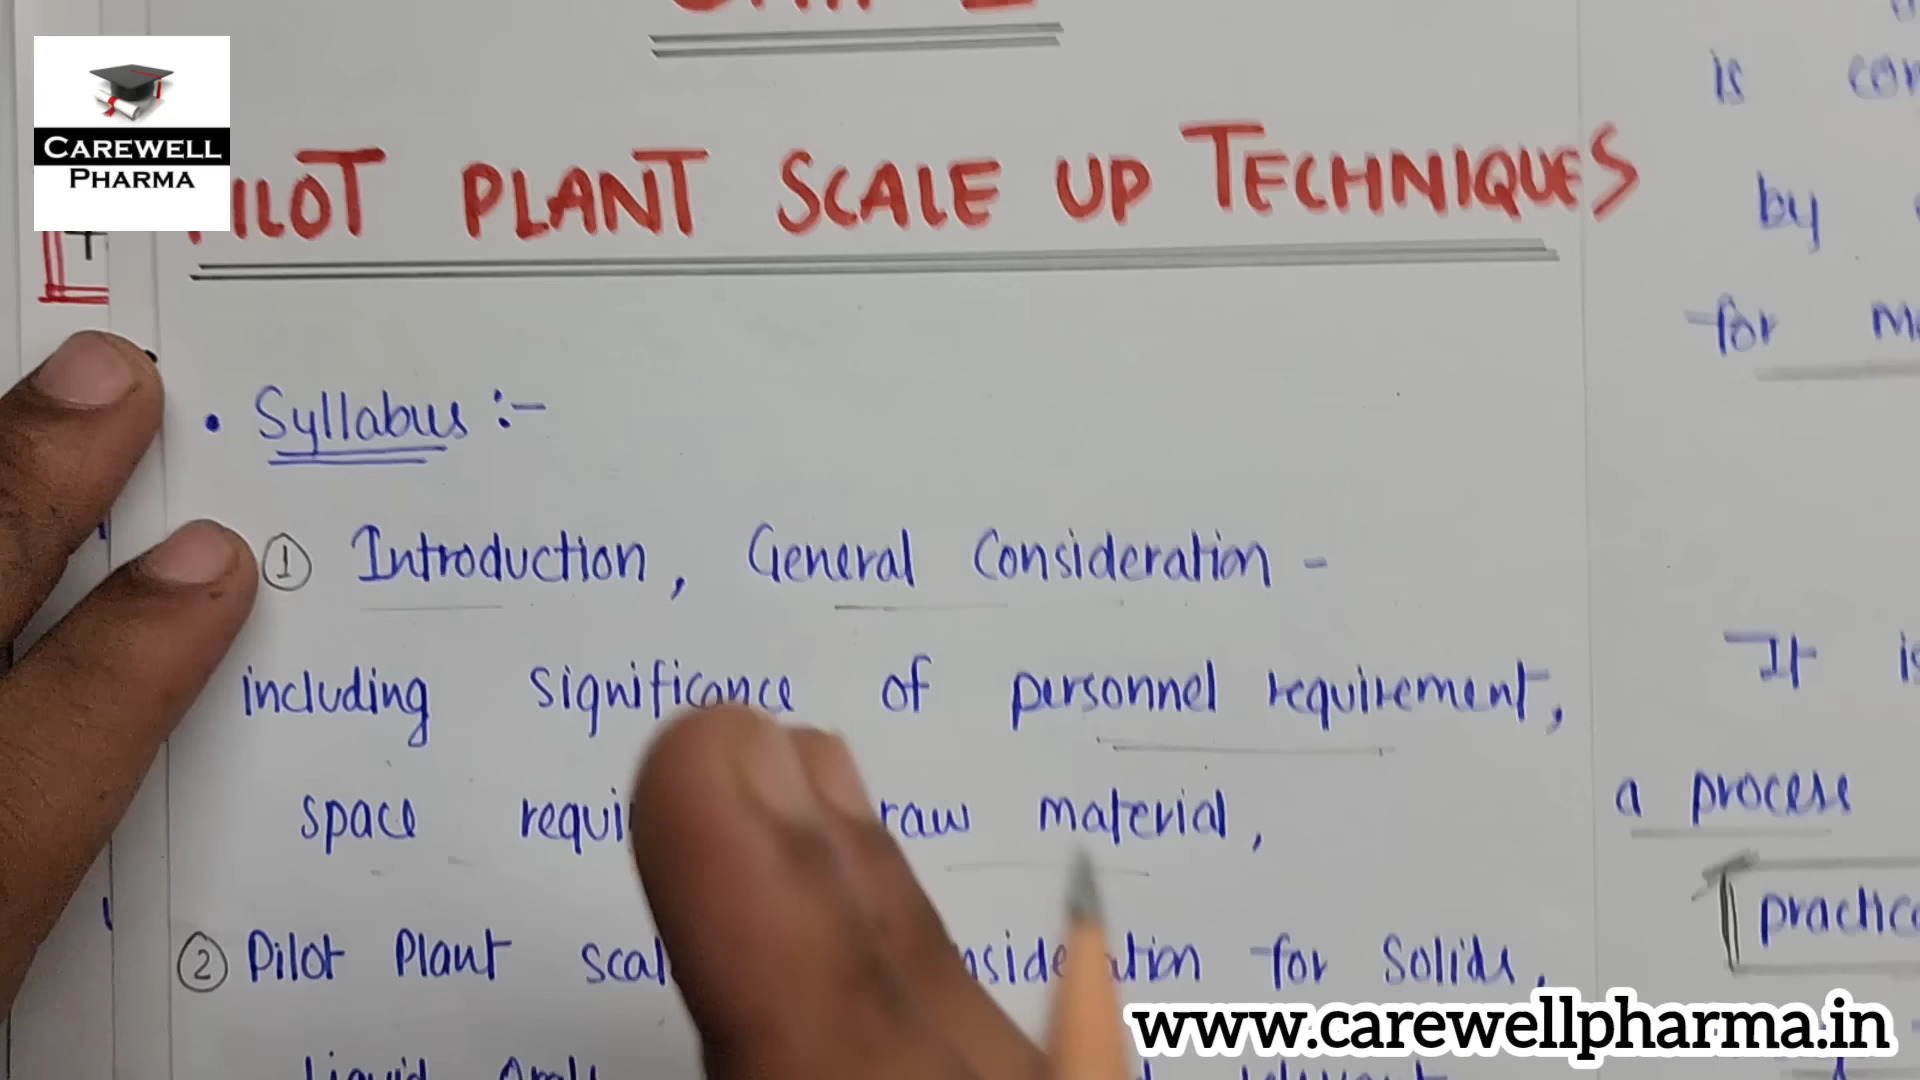 CAREWELL
PHARMA
PILOT PLANT SCALE UP TECHNIQUES
• Syllabus :-
① Introduction, General Consideration -
including significance of personnel requirement,
space raw material,
② Pilot Plant for Solids,
is
by
for
It is
a process
www.carewellpharma.in